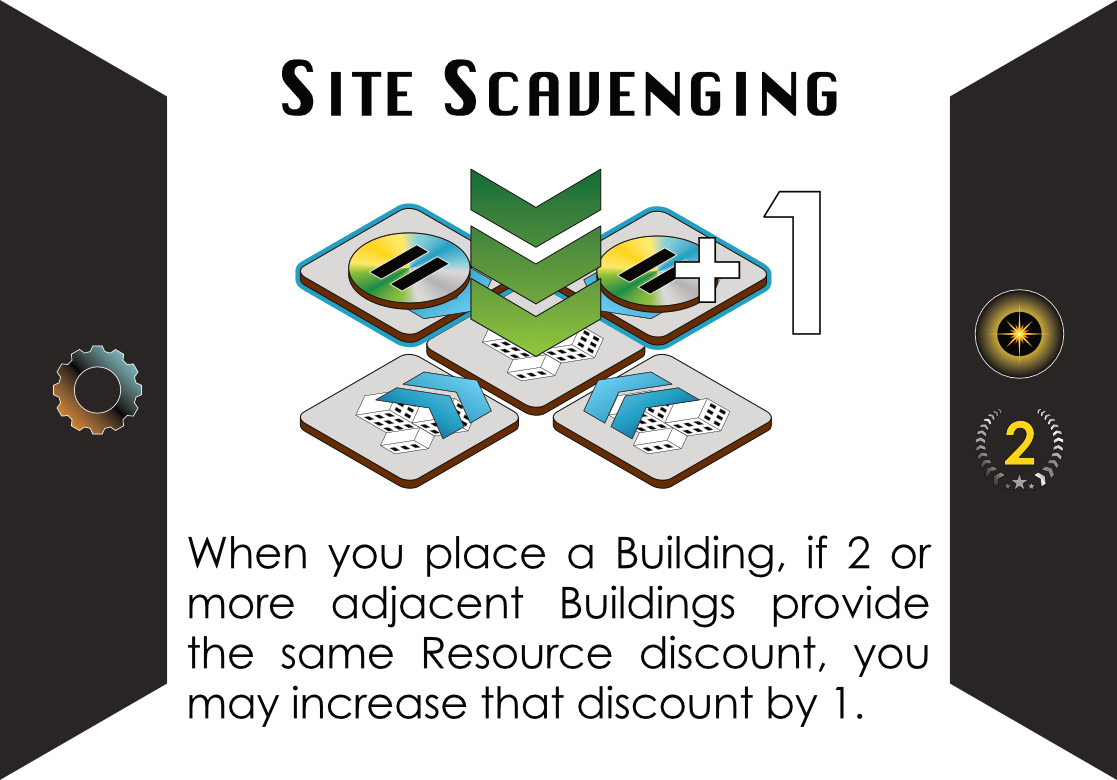 SITE SCAVENGING
+1
2
When you place a Building, if 2 or
more adjacent Buildings provide
the same Resource discount, you
may increase that discount by 1.